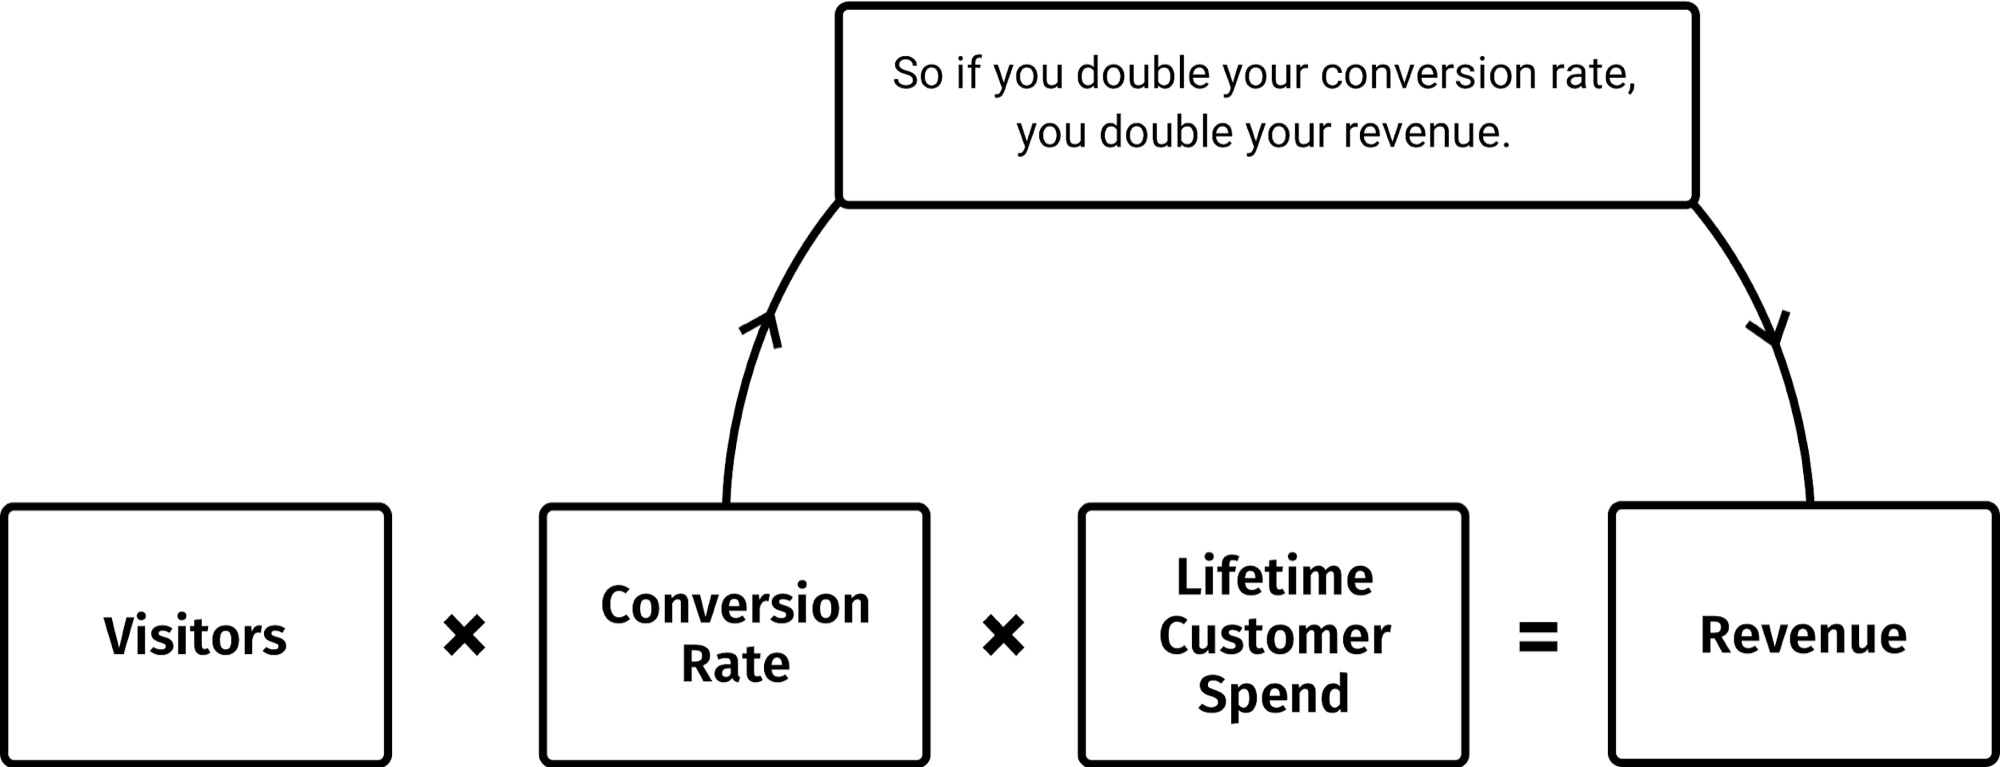 So if you double your conversion rate,
you double your revenue.
Visitors
×
Conversion
Rate
×
Lifetime
Customer
Spend
=
Revenue